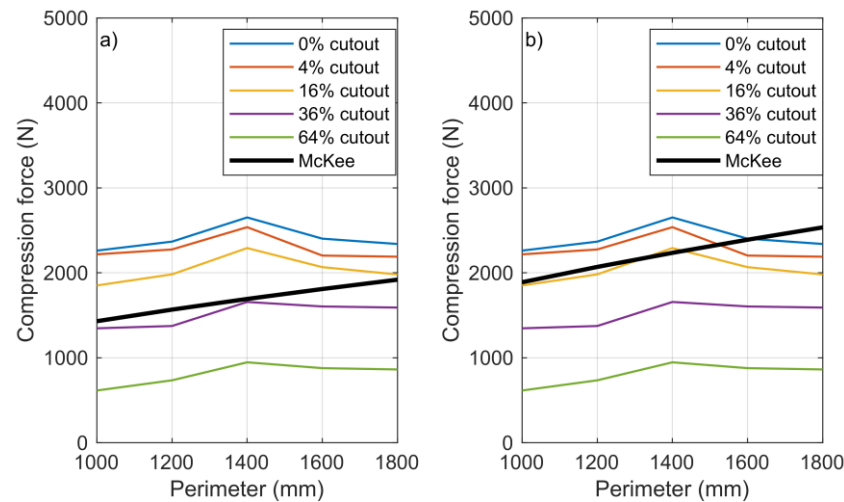 a)
0% cutout
4% cutout
16% cutout
36% cutout
64% cutout
McKee
5000
4000
3000
2000
1000
0
Compression force (N)
1000 1200 1400 1600 1800
Perimeter (mm)
b)
0% cutout
4% cutout
16% cutout
36% cutout
64% cutout
McKee
5000
4000
3000
2000
1000
0
Compression force (N)
1000 1200 1400 1600 1800
Perimeter (mm)